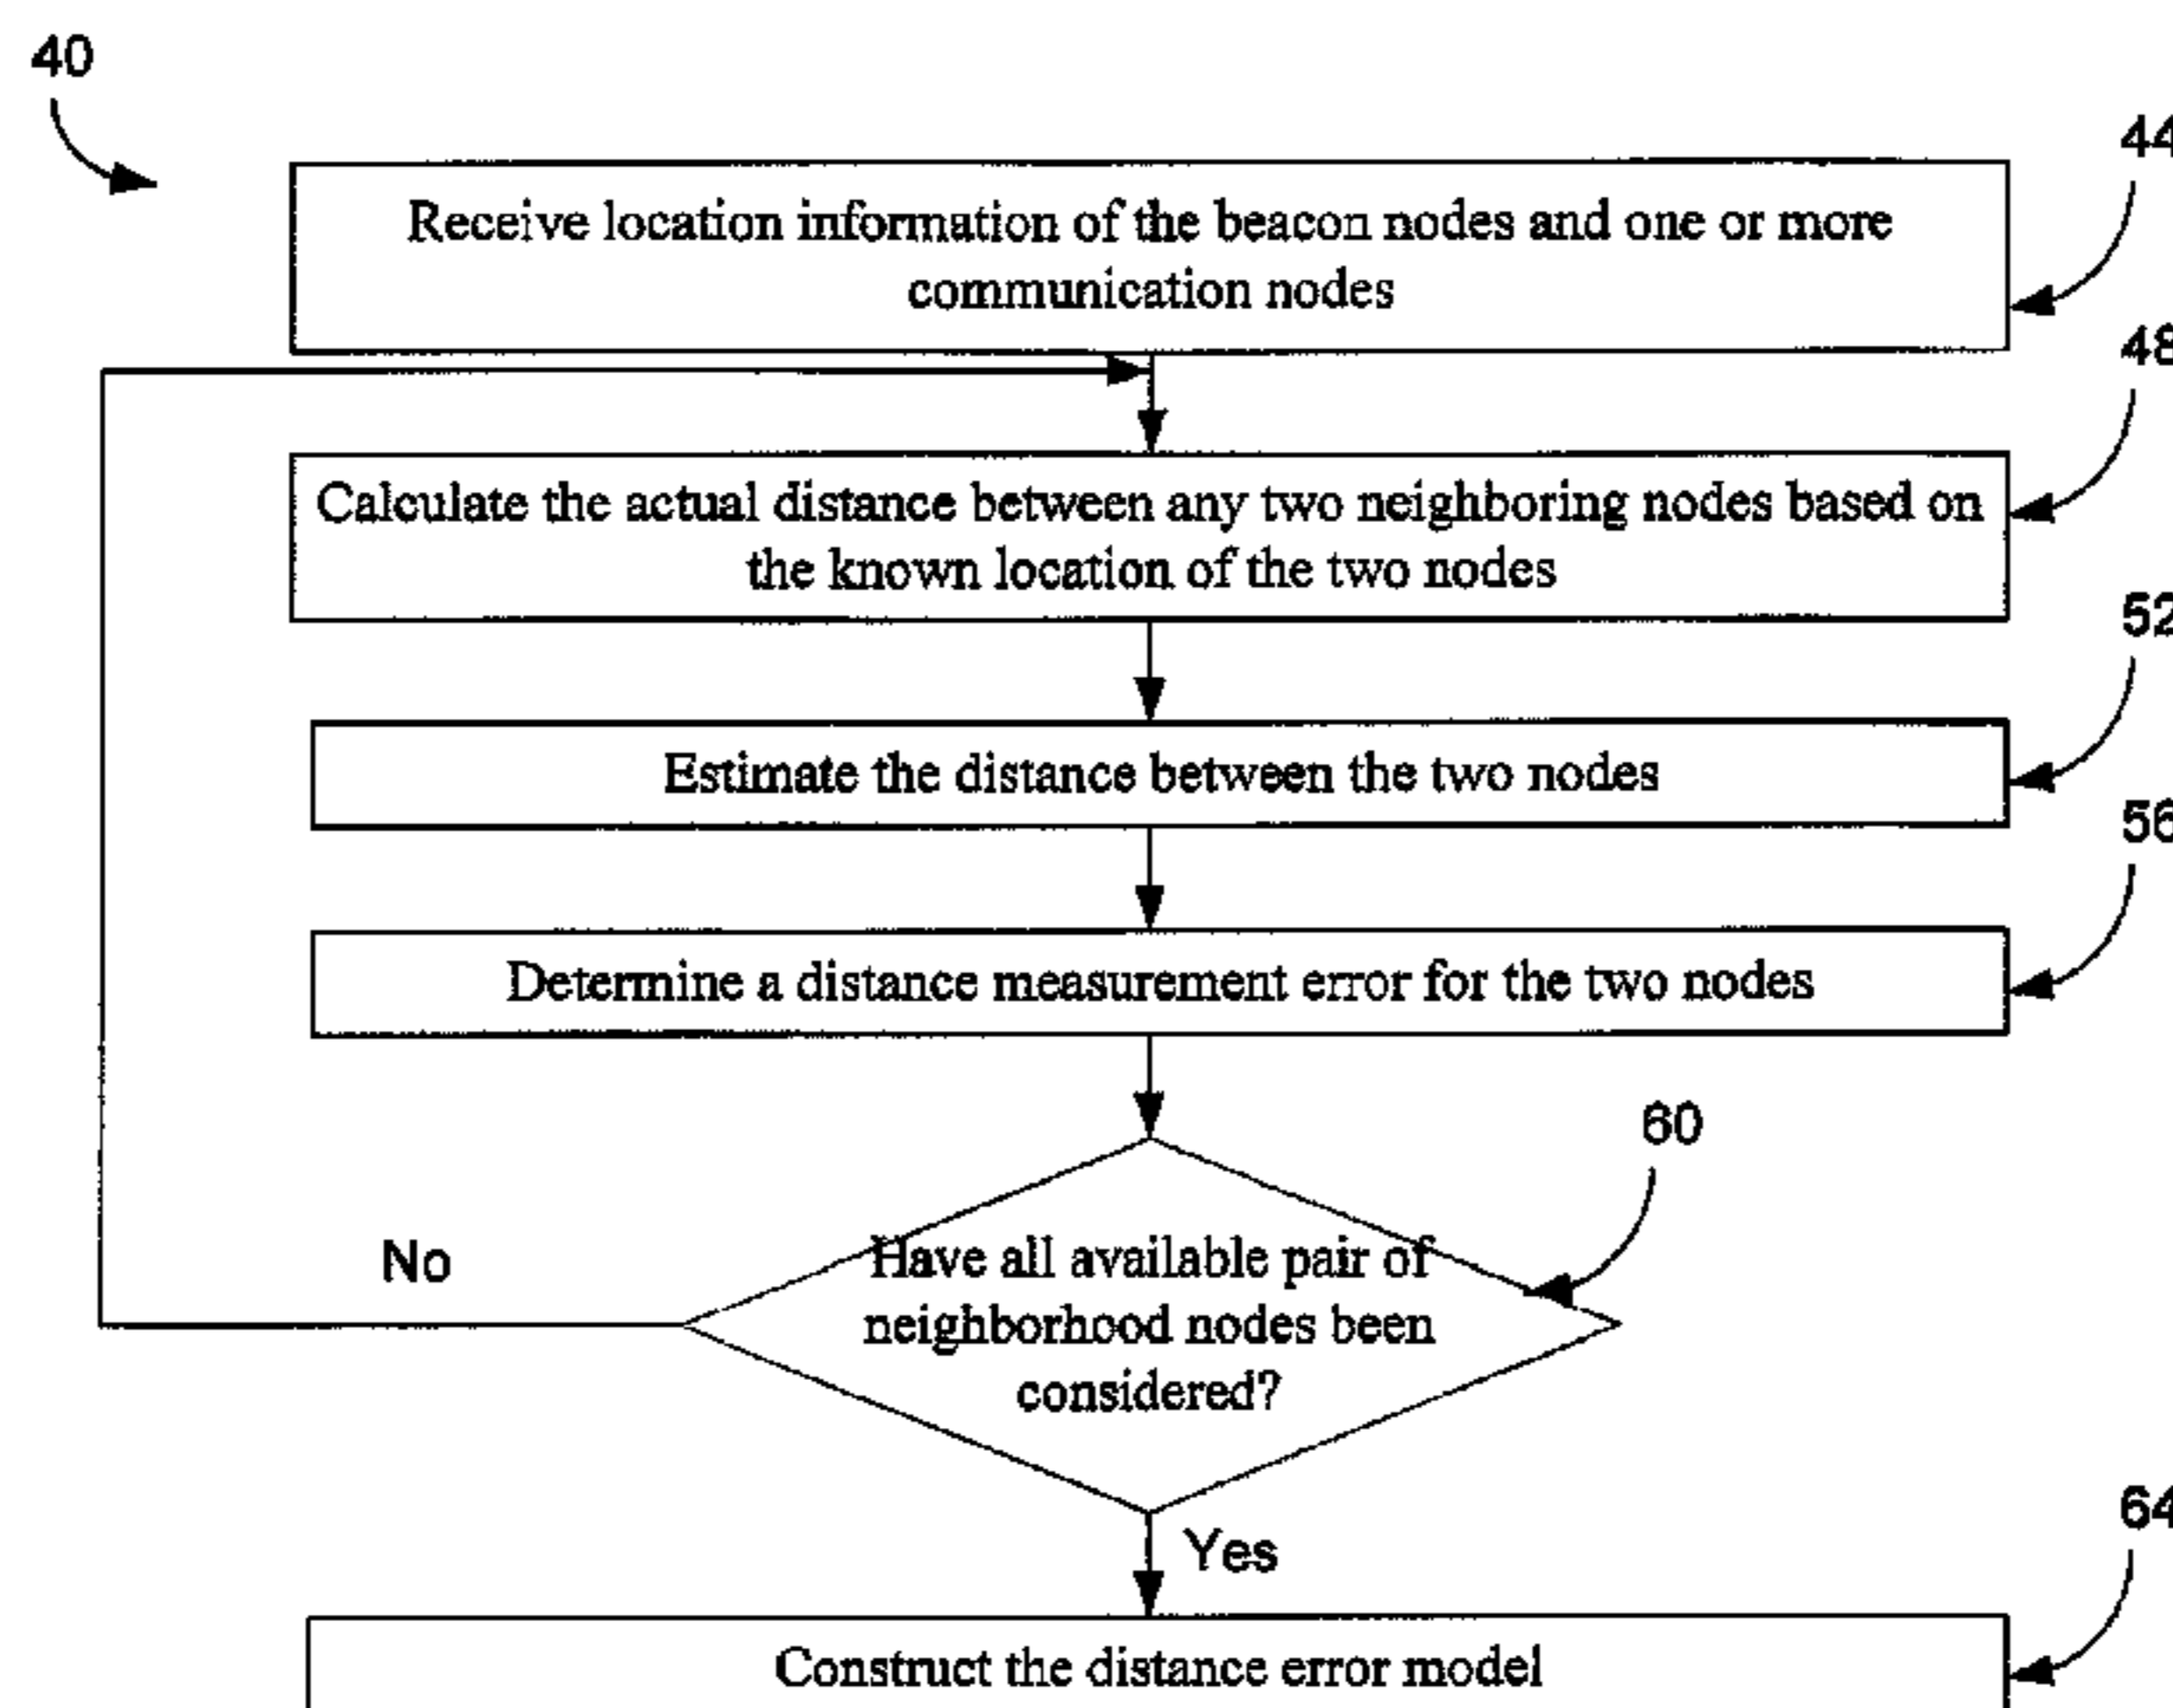 40
44
Receive location information of the beacon nodes and one or more
communication nodes
48
Calculate the actual distance between any two neighboring nodes based on
the known location of the two nodes
52
Estimate the distance between the two nodes
56
Determine a distance measurement error for the two nodes
60
Have all available pair of
neighborhood nodes been
considered?
No
Yes
64
Construct the distance error model